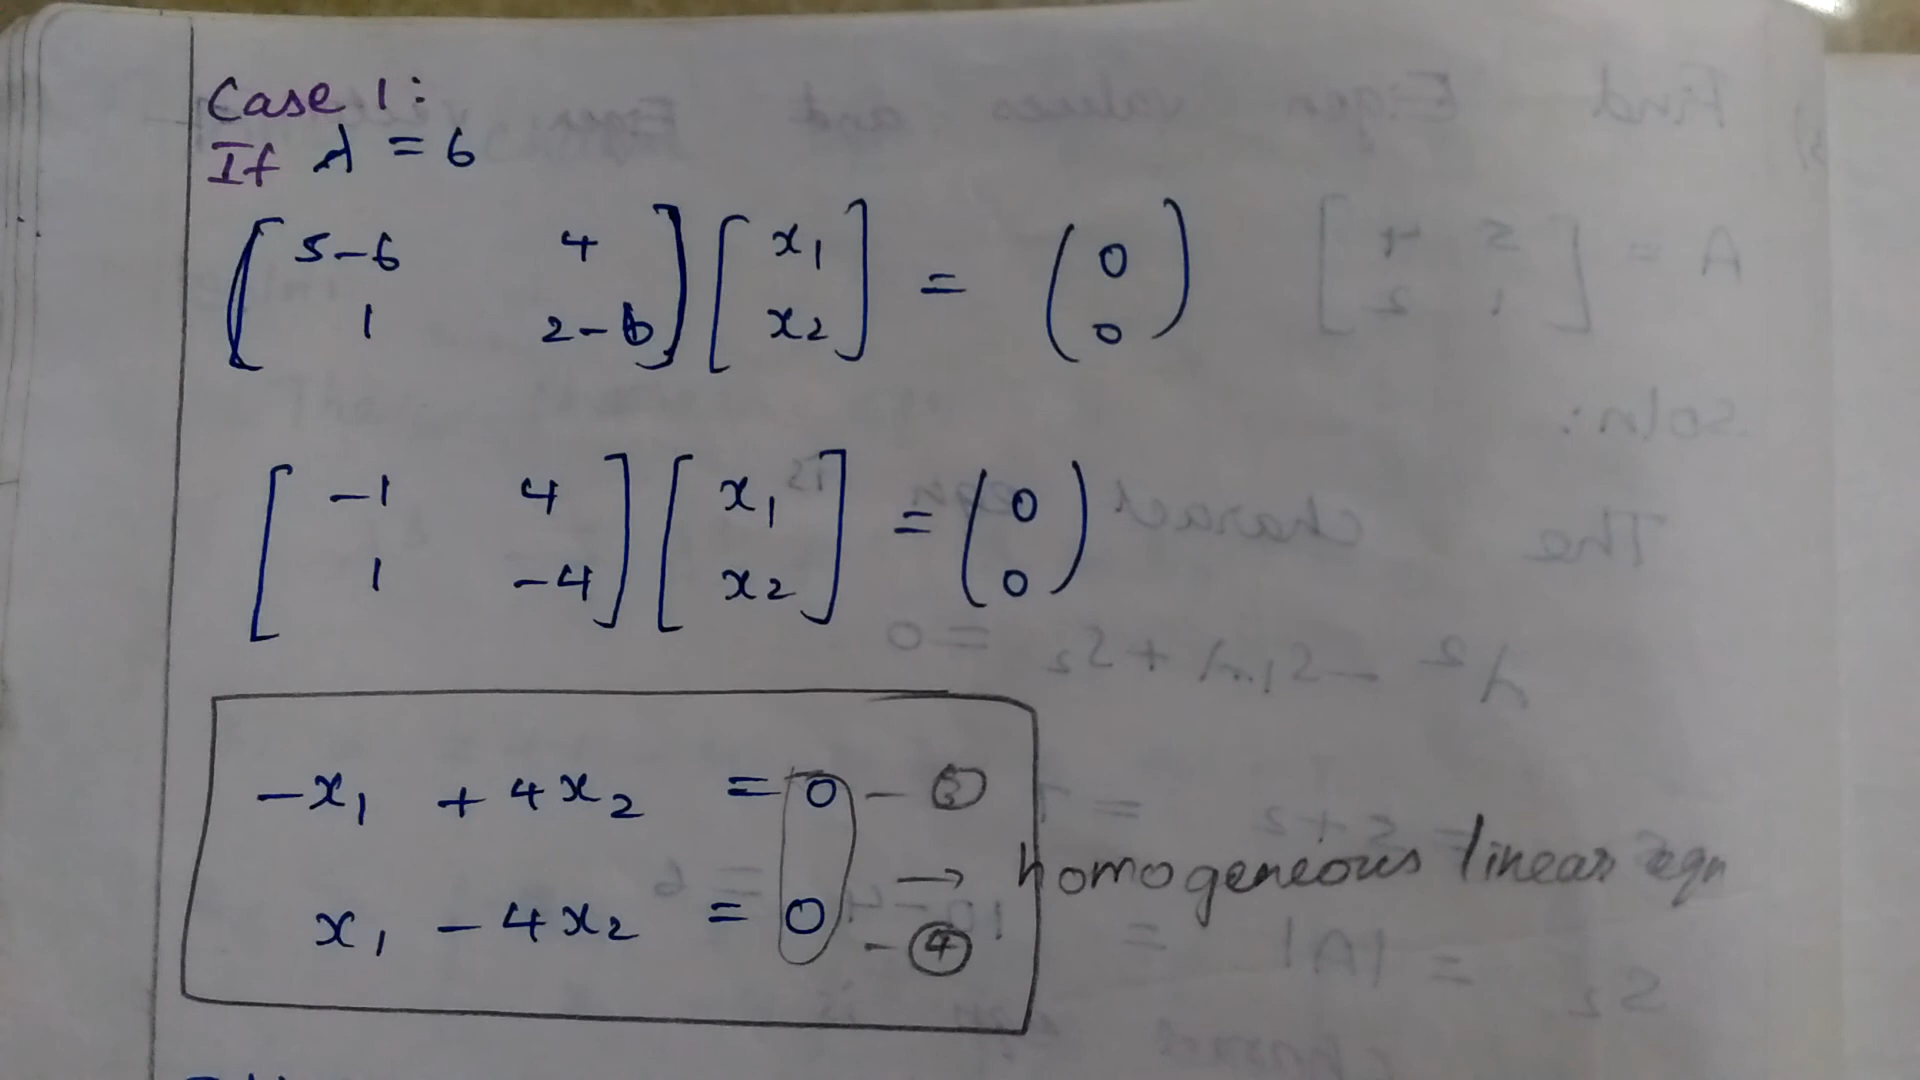 Case 1:
If λ = 6
[5-6 4] [x₁] = (0)
[1 2-6] [x₂] (0)
[-1 4] [x₁] = (0)
[1 -4] [x₂] (0)
-x₁ + 4x₂ = 0 - ③
→ homogeneous linear eqn
x₁ - 4x₂ = 0 - ④